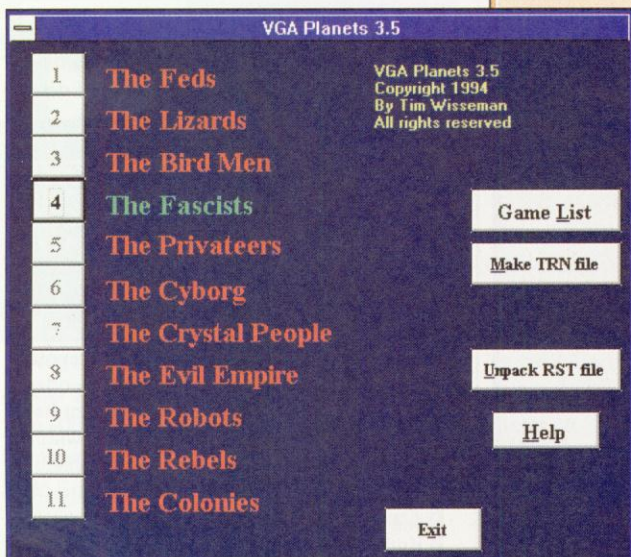 VGA Planets 3.5
1 The Feds
2 The Lizards
3 The Bird Men
4 The Fascists
5 The Privateers
6 The Cyborg
7 The Crystal People
8 The Evil Empire
9 The Robots
10 The Rebels
11 The Colonies
VGA Planets 3.5
Copyright 1994
By Tim Wisseman
All rights reserved
Game List
Make TRN file
Unpack RST file
Help
Exit